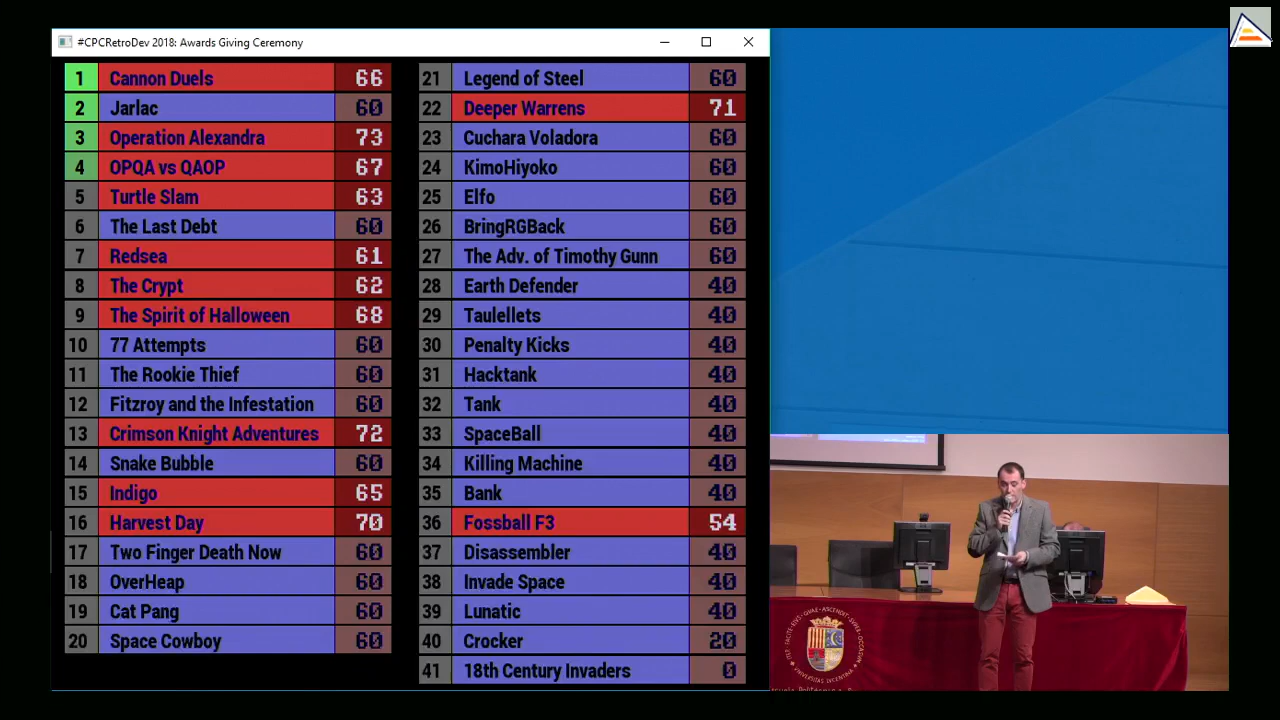 #CPCRetroDev 2018: Awards Giving Ceremony
1 Cannon Duels 66
2 Jarlac 60
3 Operation Alexandra 73
4 OPQA vs QAOP 67
5 Turtle Slam 63
6 The Last Debt 60
7 Redsea 61
8 The Crypt 62
9 The Spirit of Halloween 68
10 77 Attempts 60
11 The Rookie Thief 60
12 Fitzroy and the Infestation 60
13 Crimson Knight Adventures 72
14 Snake Bubble 60
15 Indigo 65
16 Harvest Day 70
17 Two Finger Death Now 60
18 OverHeap 60
19 Cat Pang 60
20 Space Cowboy 60
21 Legend of Steel 60
22 Deeper Warrens 71
23 Cuchara Voladora 60
24 KimoHiyoko 60
25 Elfo 60
26 BringRGBack 60
27 The Adv. of Timothy Gunn 60
28 Earth Defender 40
29 Taulellets 40
30 Penalty Kicks 40
31 Hacktank 40
32 Tank 40
33 SpaceBall 40
34 Killing Machine 40
35 Bank 40
36 Fossball F3 54
37 Disassembler 40
38 Invade Space 40
39 Lunatic 40
40 Crocker 20
41 18th Century Invaders 0